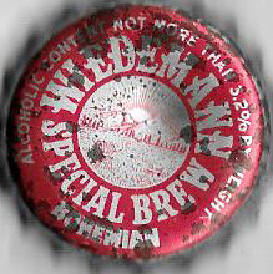 ALCOHOLIC CONTENT NOT MORE THAN 3.2% BY WEIGHT
WIEDEMANN
SPECIAL BREW
BOHEMIAN